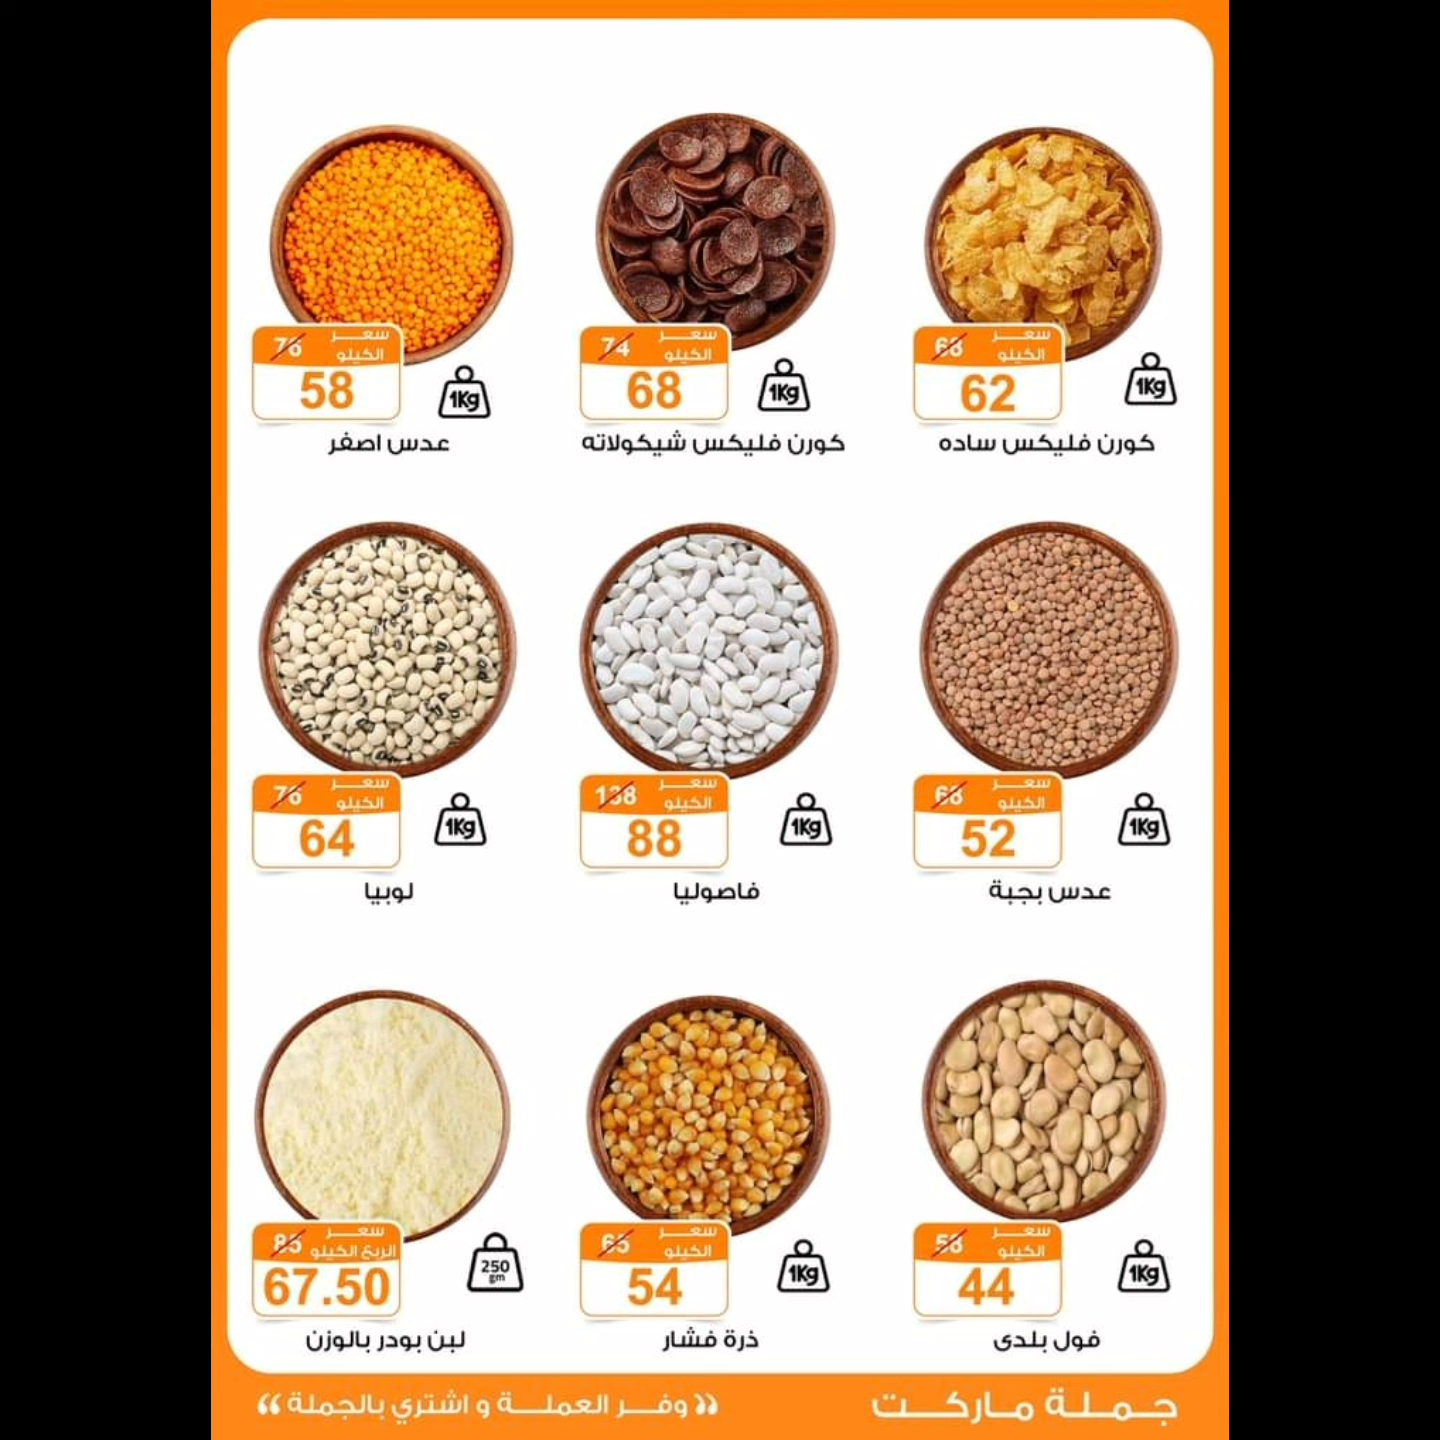 سعر
الكيلو
68
62
1Kg
كورن فليكس ساده
سعر
الكيلو
74
68
1Kg
كورن فليكس شيكولاته
سعر
الكيلو
76
58
1Kg
عدس اصفر
سعر
الكيلو
68
52
1Kg
عدس بجبة
سعر
الكيلو
138
88
1Kg
فاصوليا
سعر
الكيلو
76
64
1Kg
لوبيا
سعر
الكيلو
58
44
1Kg
فول بلدى
سعر
الكيلو
65
54
1Kg
ذرة فشار
سعر
الربع الكيلو
85
67.50
250
gm
لبن بودر بالوزن
جملة ماركت
“وفر العملة و اشتري بالجملة”